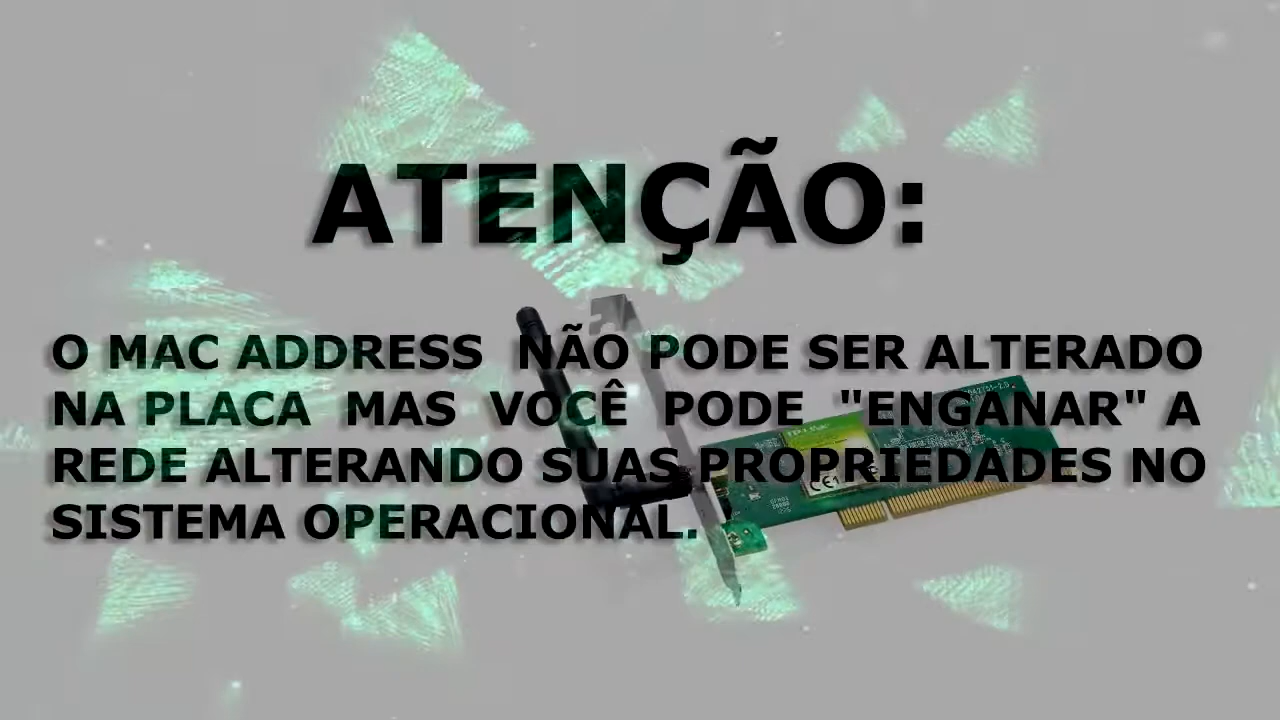 ATENÇÃO:
O MAC ADDRESS NÃO PODE SER ALTERADO
NA PLACA MAS VOCÊ PODE "ENGANAR" A
REDE ALTERANDO SUAS PROPRIEDADES NO
SISTEMA OPERACIONAL.